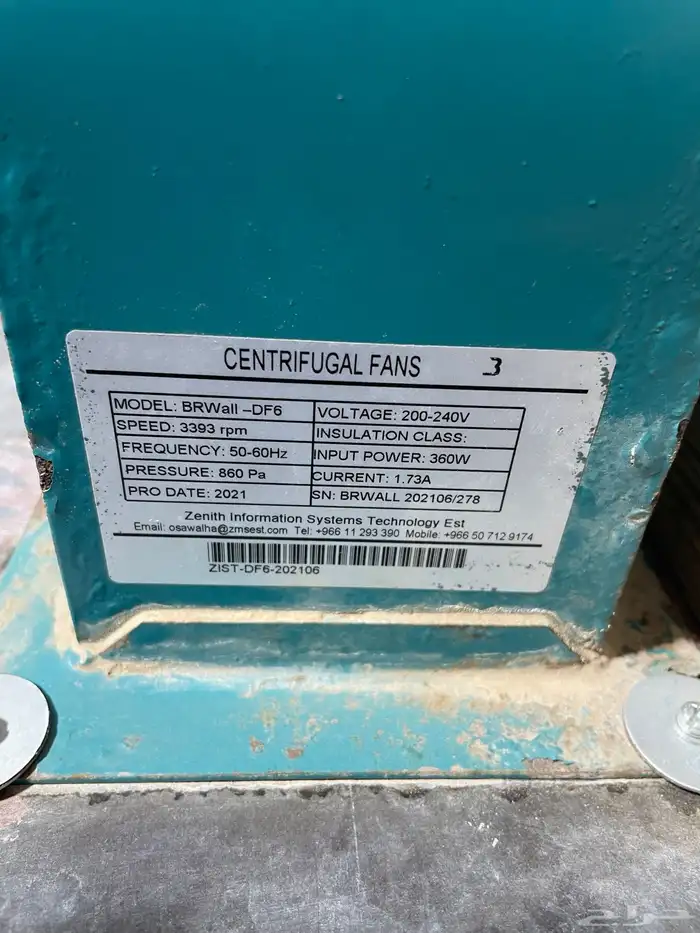 CENTRIFUGAL FANS 3
MODEL: BRWall –DF6 VOLTAGE: 200-240V
SPEED: 3393 rpm INSULATION CLASS:
FREQUENCY: 50-60Hz INPUT POWER: 360W
PRESSURE: 860 Pa CURRENT: 1.73A
PRO DATE: 2021 SN: BRWALL 202106/278
Zenith Information Systems Technology Est
Email: osawalha@zmsest.com Tel: +966 11 293 390 Mobile: +966 50 712 9174
ZIST-DF6-202106
حراج